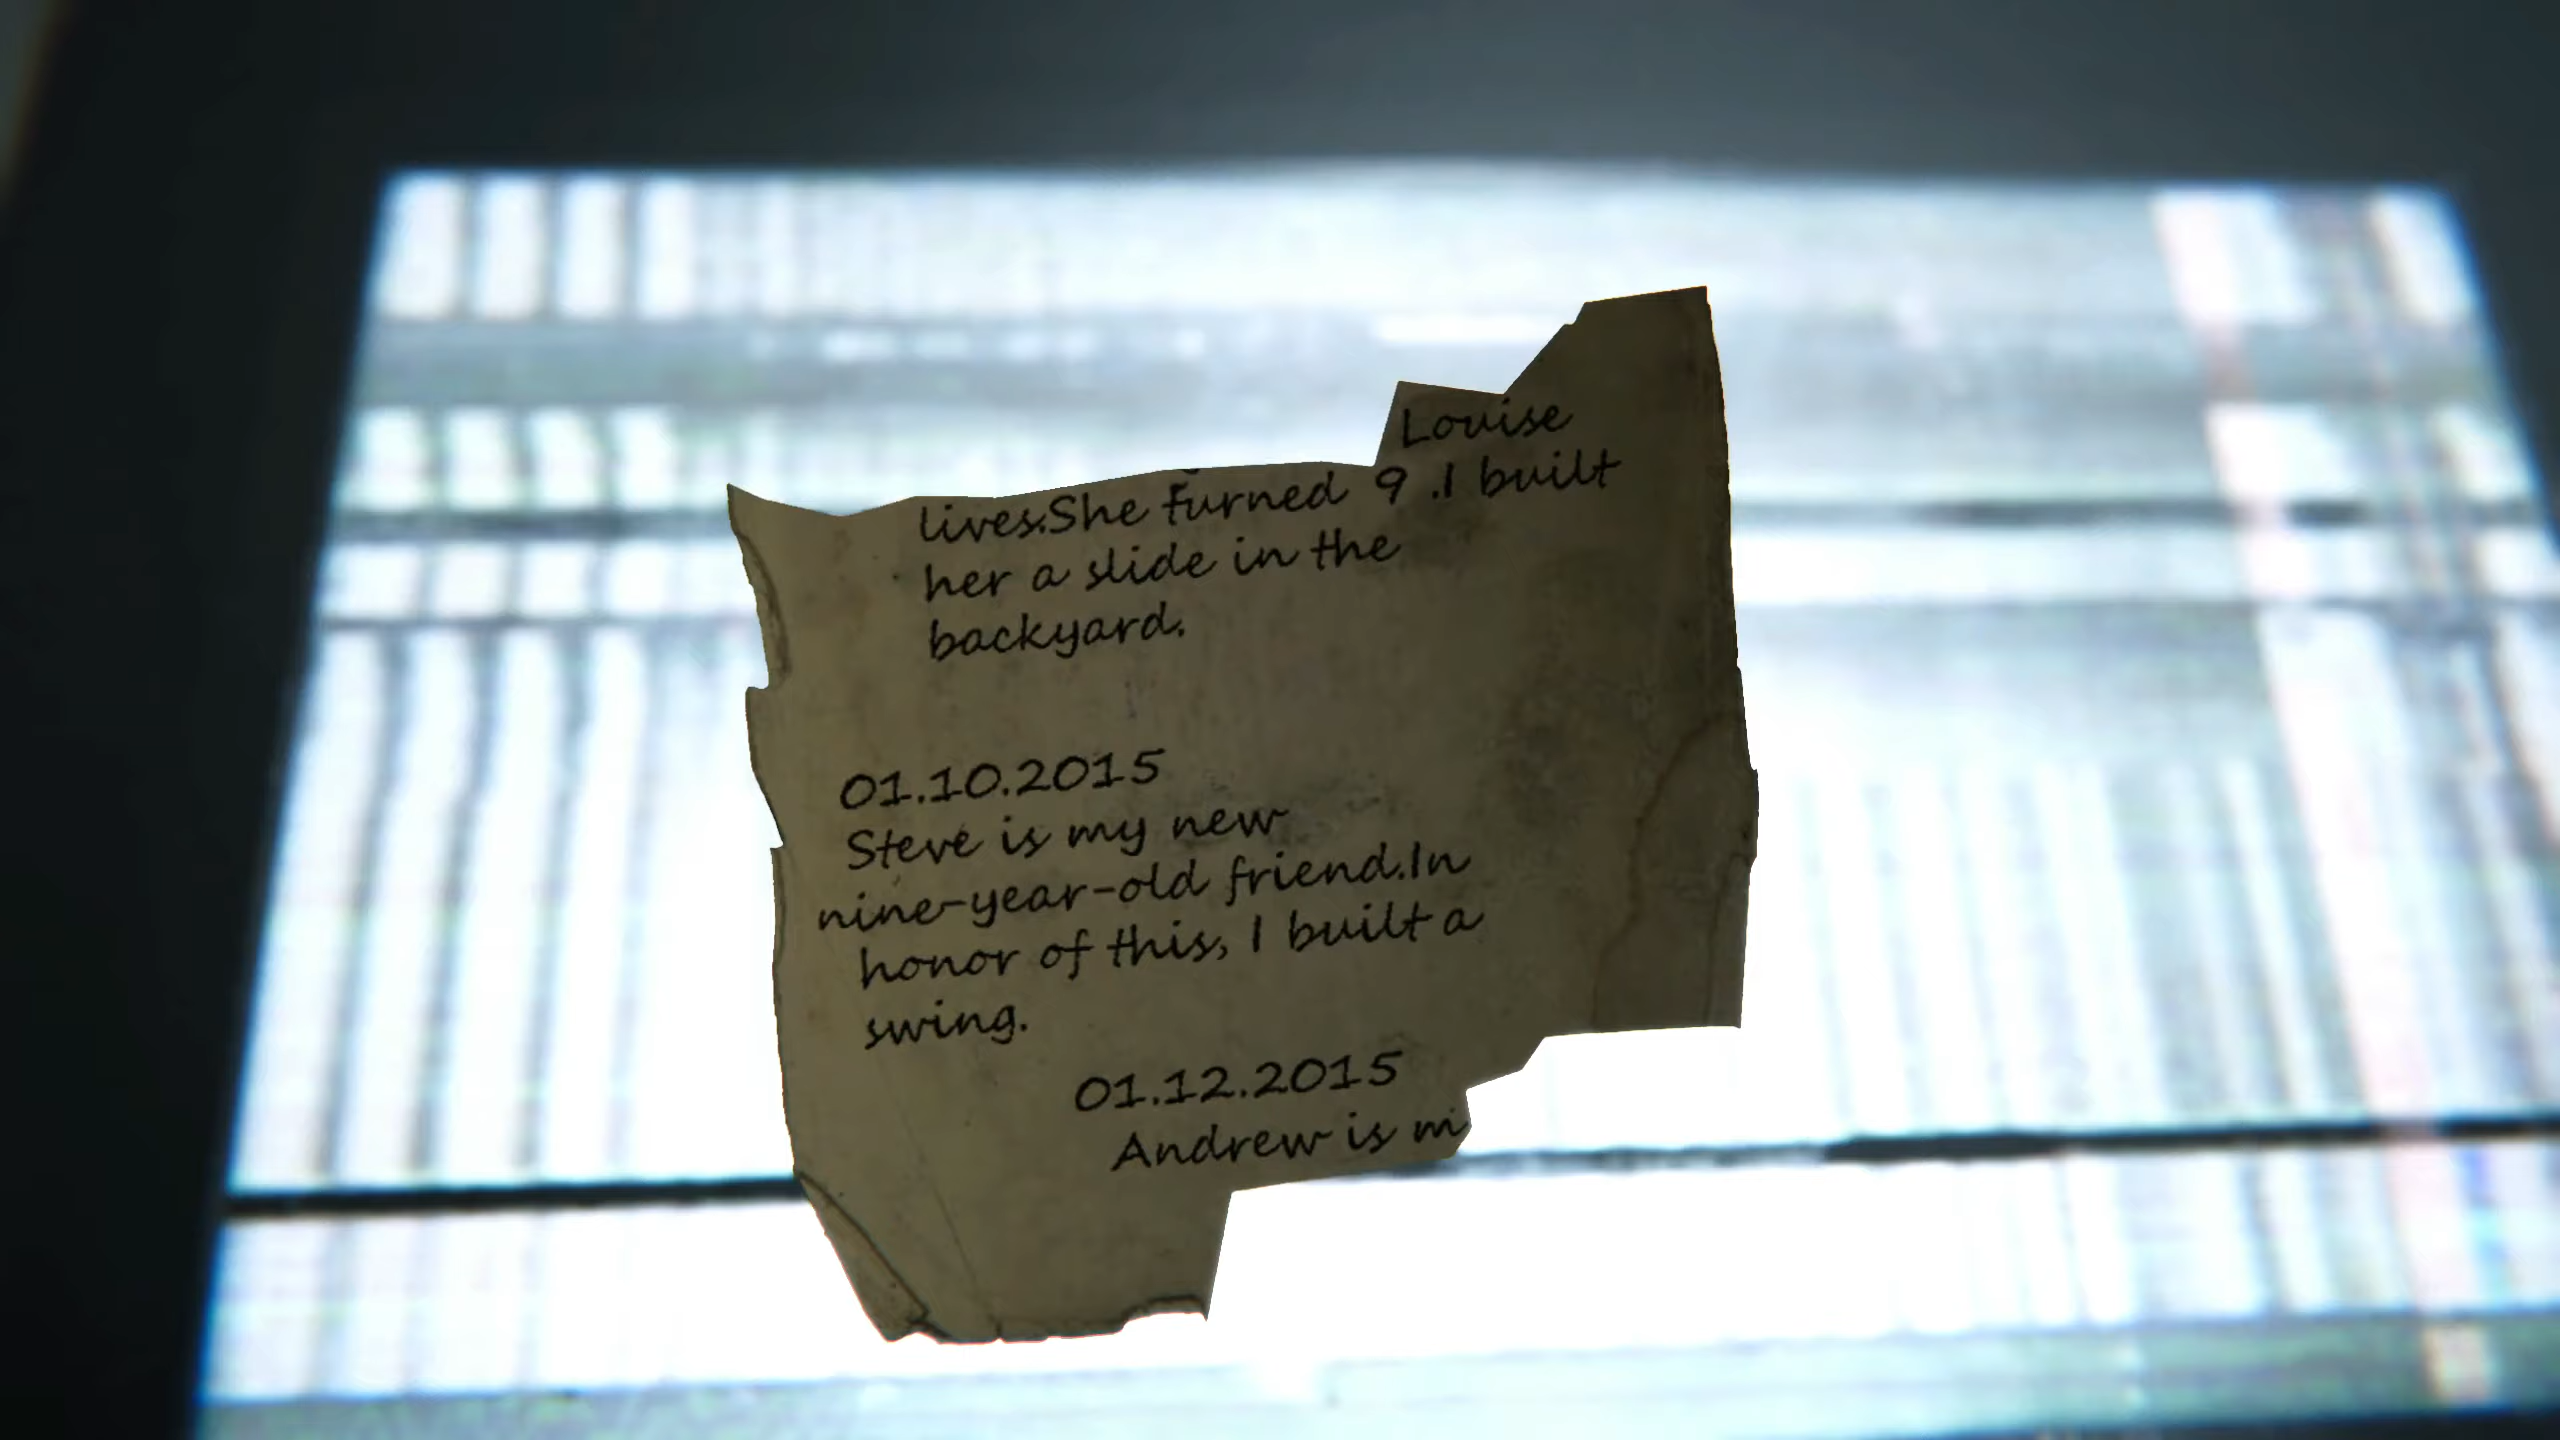 Louise
lives.She turned 9 .I built
her a slide in the
backyard.
01.10.2015
Steve is my new
nine-year-old friend.In
honor of this, I built a
swing.
01.12.2015
Andrew is m